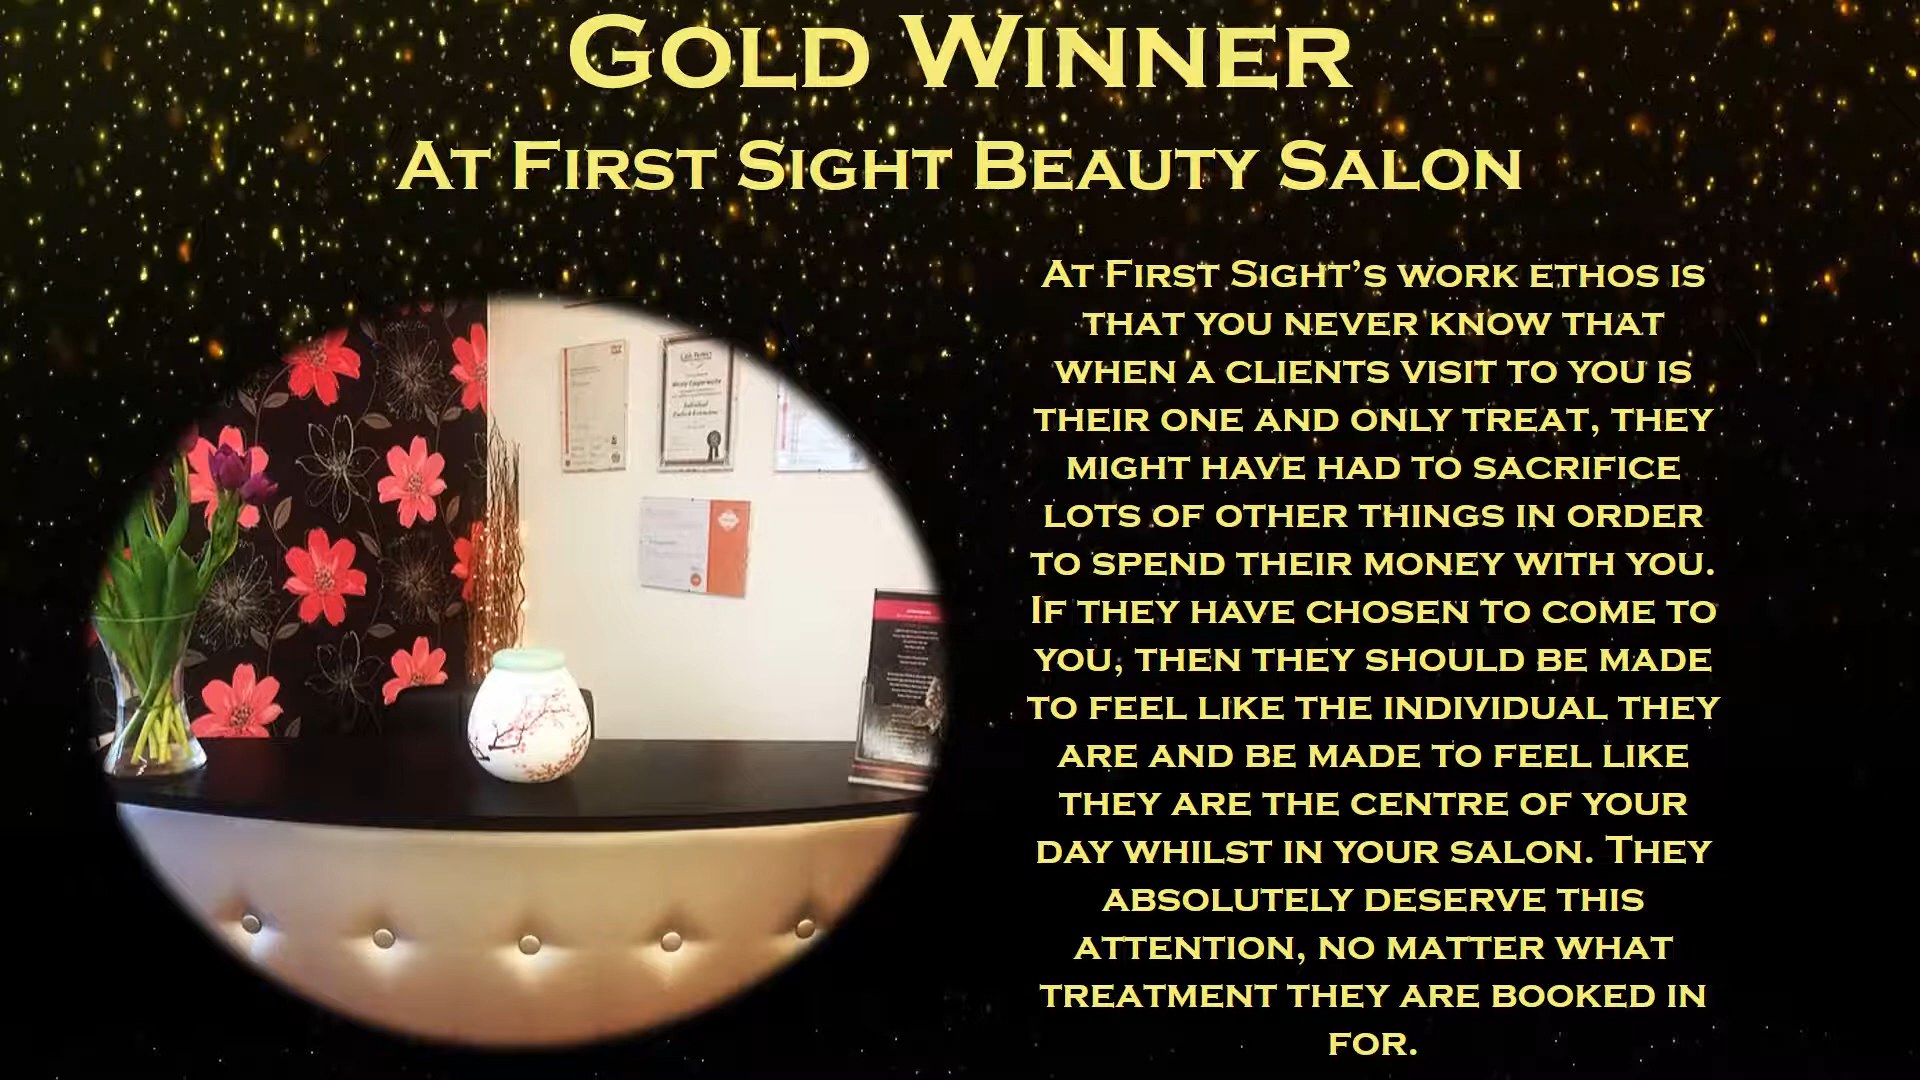 Gold Winner
At First Sight Beauty Salon
At First Sight's work ethos is
that you never know that
when a clients visit to you is
their one and only treat, they
might have had to sacrifice
lots of other things in order
to spend their money with you.
If they have chosen to come to
you, then they should be made
to feel like the individual they
are and be made to feel like
they are the centre of your
day whilst in your salon. They
absolutely deserve this
attention, no matter what
treatment they are booked in
for.